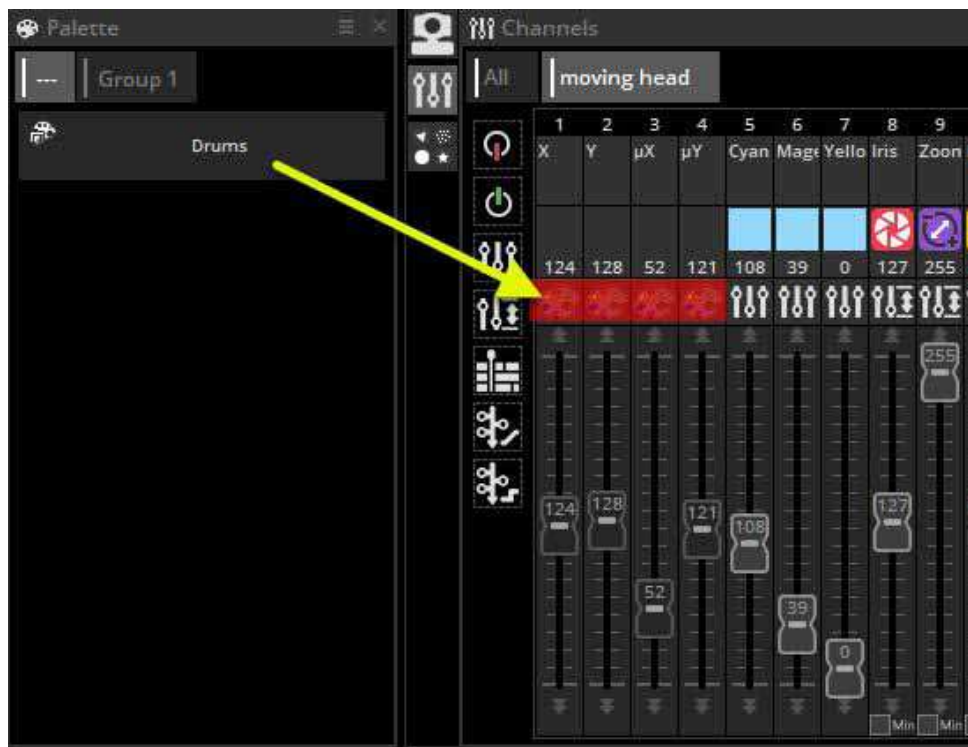 Palette
Channels
--- Group 1
All moving head
Drums
1 2 3 4 5 6 7 8 9
X Y µX µY Cyan Mage Yello Iris Zoon
124 128 52 121 108 39 0 127 255
255
124 128 121 127
108
52
39
0
Min Min